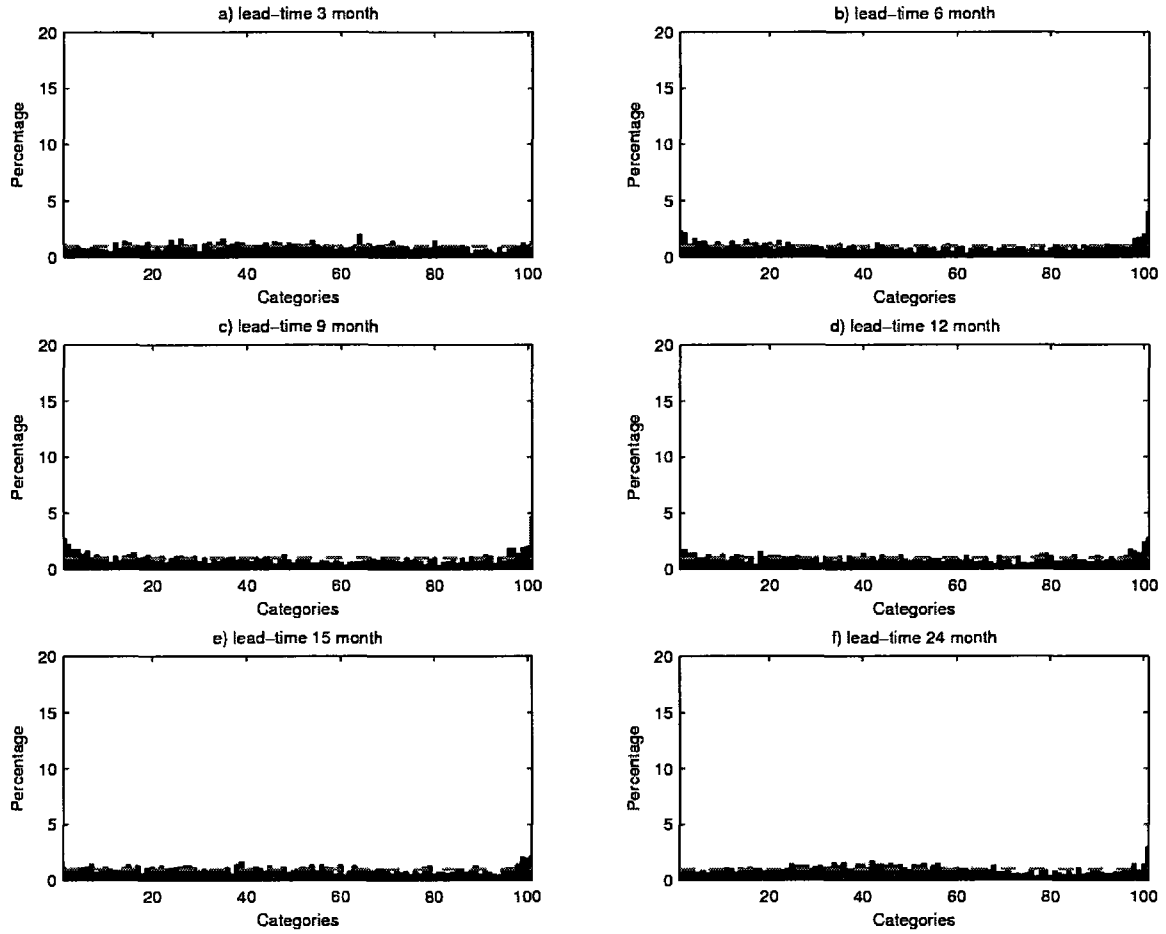 a) lead-time 3 month
20
15
10
5
0
Percentage
20 40 60 80 100
Categories
b) lead-time 6 month
20
15
10
5
0
Percentage
20 40 60 80 100
Categories
c) lead-time 9 month
20
15
10
5
0
Percentage
20 40 60 80 100
Categories
d) lead-time 12 month
20
15
10
5
0
Percentage
20 40 60 80 100
Categories
e) lead-time 15 month
20
15
10
5
0
Percentage
20 40 60 80 100
Categories
f) lead-time 24 month
20
15
10
5
0
Percentage
20 40 60 80 100
Categories